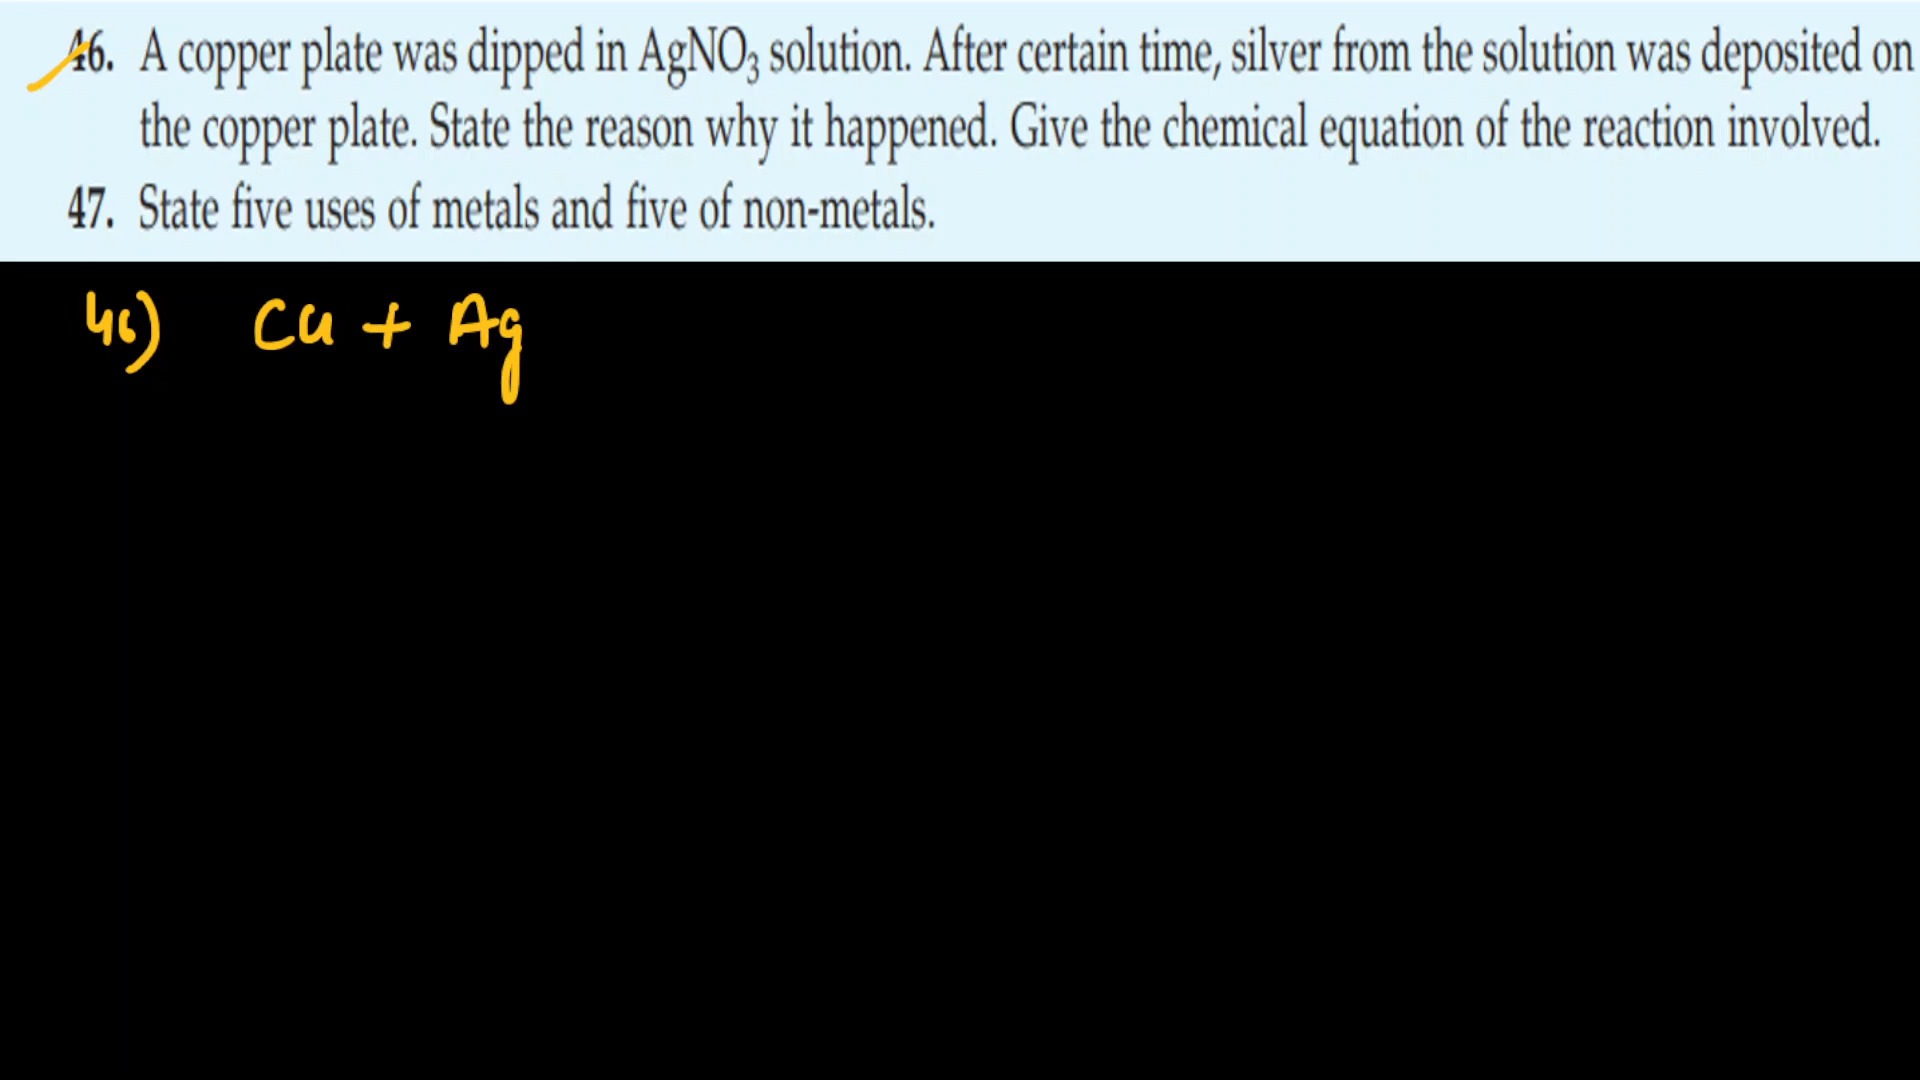 46. A copper plate was dipped in AgNO₃ solution. After certain time, silver from the solution was deposited on
the copper plate. State the reason why it happened. Give the chemical equation of the reaction involved.
47. State five uses of metals and five of non-metals.
46) Cu + Ag